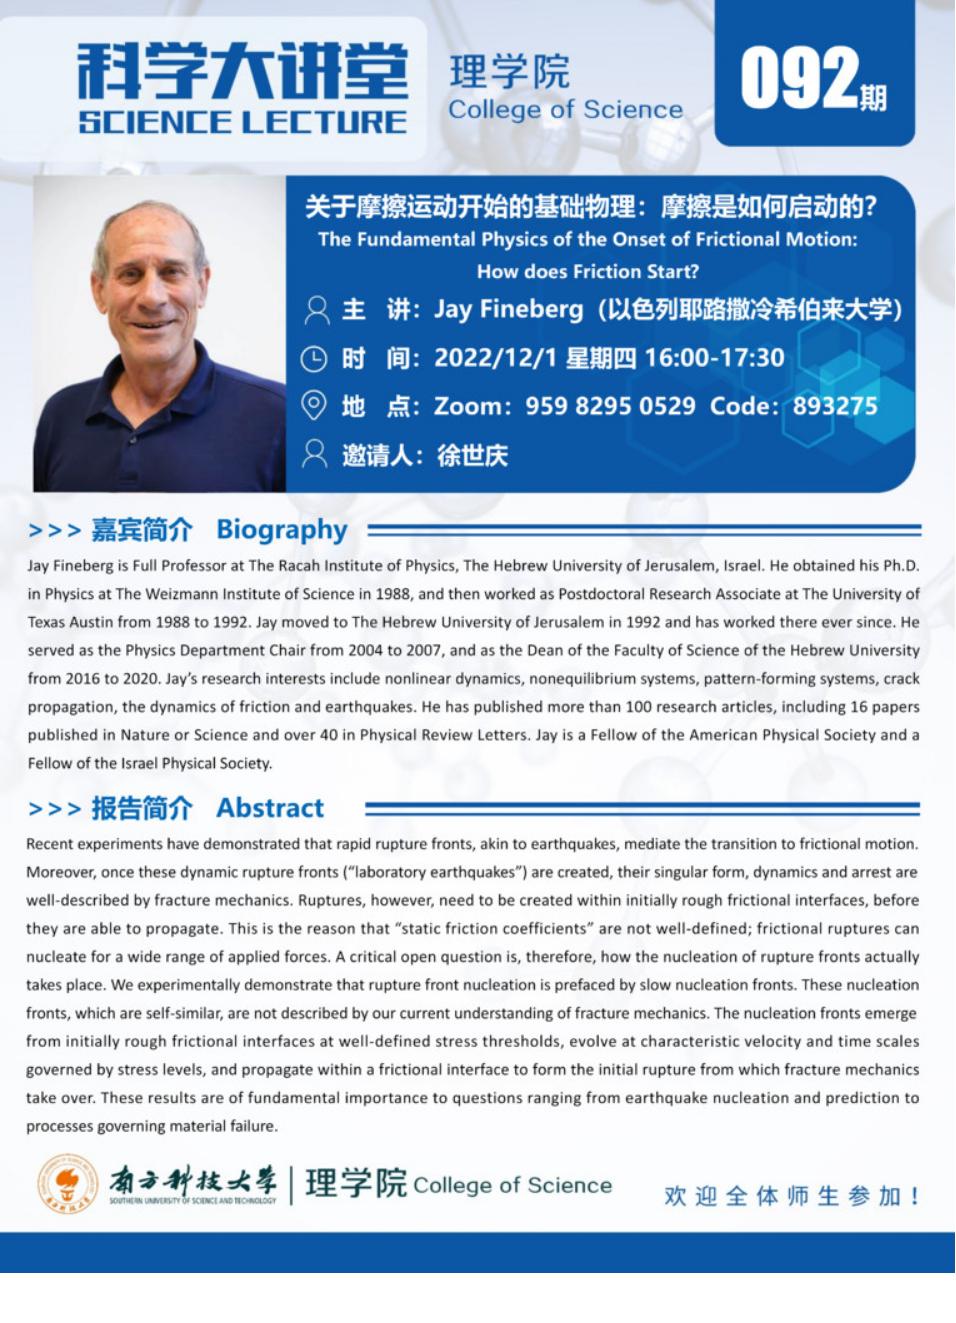 科学大讲堂
SCIENCE LECTURE
理学院
College of Science
092期
关于摩擦运动开始的基础物理：摩擦是如何启动的？
The Fundamental Physics of the Onset of Frictional Motion:
How does Friction Start?
主 讲：Jay Fineberg（以色列耶路撒冷希伯来大学）
时 间：2022/12/1 星期四 16:00-17:30
地 点：Zoom：959 8295 0529 Code：893275
邀请人：徐世庆
>>> 嘉宾简介 Biography
Jay Fineberg is Full Professor at The Racah Institute of Physics, The Hebrew University of Jerusalem, Israel. He obtained his Ph.D.
in Physics at The Weizmann Institute of Science in 1988, and then worked as Postdoctoral Research Associate at The University of
Texas Austin from 1988 to 1992. Jay moved to The Hebrew University of Jerusalem in 1992 and has worked there ever since. He
served as the Physics Department Chair from 2004 to 2007, and as the Dean of the Faculty of Science of the Hebrew University
from 2016 to 2020. Jay’s research interests include nonlinear dynamics, nonequilibrium systems, pattern-forming systems, crack
propagation, the dynamics of friction and earthquakes. He has published more than 100 research articles, including 16 papers
published in Nature or Science and over 40 in Physical Review Letters. Jay is a Fellow of the American Physical Society and a
Fellow of the Israel Physical Society.
>>> 报告简介 Abstract
Recent experiments have demonstrated that rapid rupture fronts, akin to earthquakes, mediate the transition to frictional motion.
Moreover, once these dynamic rupture fronts (“laboratory earthquakes”) are created, their singular form, dynamics and arrest are
well-described by fracture mechanics. Ruptures, however, need to be created within initially rough frictional interfaces, before
they are able to propagate. This is the reason that “static friction coefficients” are not well-defined; frictional ruptures can
nucleate for a wide range of applied forces. A critical open question is, therefore, how the nucleation of rupture fronts actually
takes place. We experimentally demonstrate that rupture front nucleation is prefaced by slow nucleation fronts. These nucleation
fronts, which are self-similar, are not described by our current understanding of fracture mechanics. The nucleation fronts emerge
from initially rough frictional interfaces at well-defined stress thresholds, evolve at characteristic velocity and time scales
governed by stress levels, and propagate within a frictional interface to form the initial rupture from which fracture mechanics
take over. These results are of fundamental importance to questions ranging from earthquake nucleation and prediction to
processes governing material failure.
南方科技大学
SOUTHERN UNIVERSITY OF SCIENCE AND TECHNOLOGY
理学院 College of Science
欢迎全体师生参加！